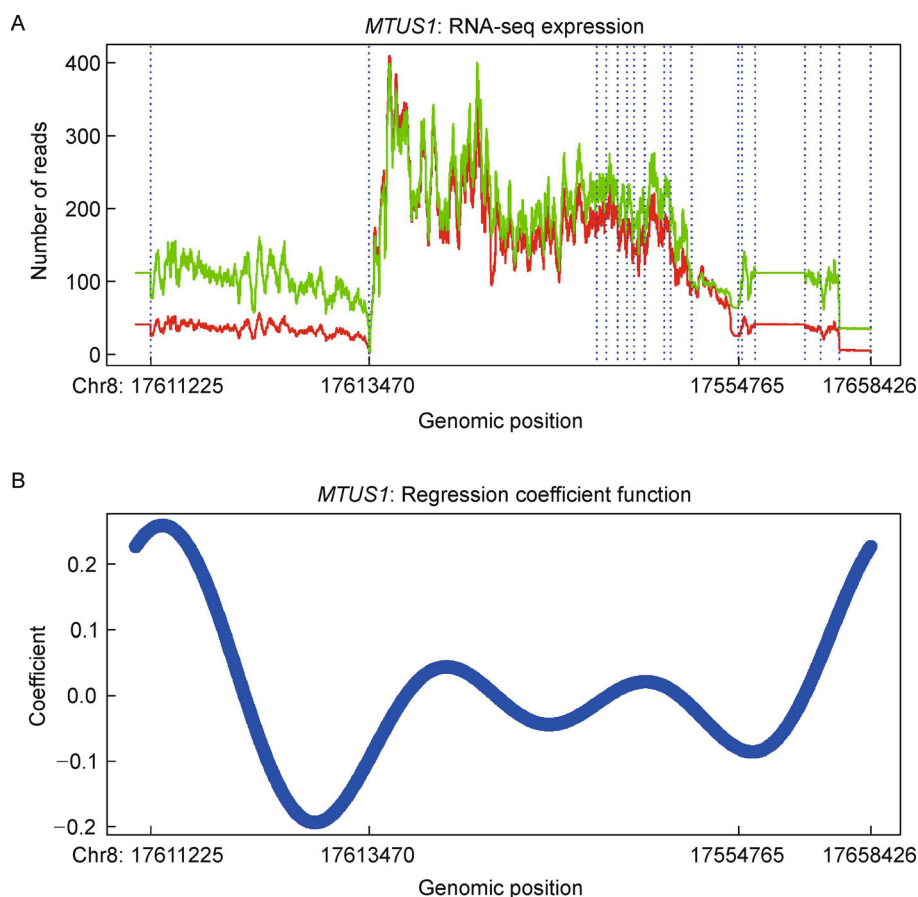 A
MTUS1: RNA-seq expression
Number of reads
400
300
200
100
0
Chr8: 17611225 17613470 17554765 17658426
Genomic position
B
MTUS1: Regression coefficient function
Coefficient
0.2
0.1
0.0
−0.1
−0.2
Chr8: 17611225 17613470 17554765 17658426
Genomic position